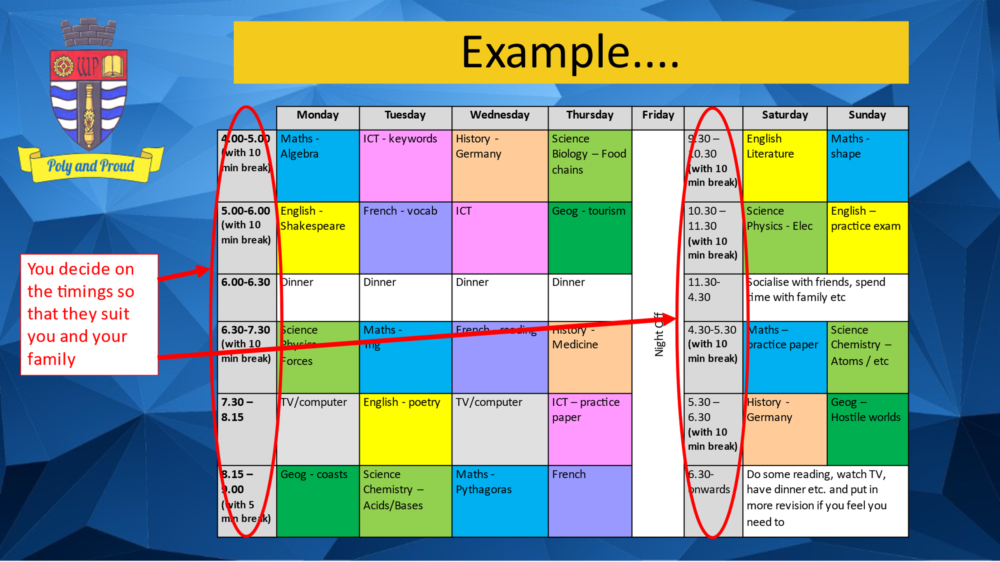 WP
Poly and Proud
Example....
You decide on
the timings so
that they suit
you and your
family
Monday Tuesday Wednesday Thursday Friday Saturday Sunday
4.00-5.00
(with 10
min break)
Maths -
Algebra
ICT - keywords
History -
Germany
Science
Biology – Food
chains
9.30 –
10.30
(with 10
min break)
English
Literature
Maths -
shape
5.00-6.00
(with 10
min break)
English -
Shakespeare
French - vocab
ICT
Geog - tourism
10.30 –
11.30
(with 10
min break)
Science
Physics - Elec
English –
practice exam
6.00-6.30
Dinner
Dinner
Dinner
Dinner
11.30-
4.30
Socialise with friends, spend
time with family etc
6.30-7.30
(with 10
min break)
Science
Physics
Forces
Maths -
Trig
French - reading
History -
Medicine
Night Off
4.30-5.30
(with 10
min break)
Maths –
practice paper
Science
Chemistry –
Atoms / etc
7.30 –
8.15
TV/computer
English - poetry
TV/computer
ICT – practice
paper
5.30 –
6.30
(with 10
min break)
History -
Germany
Geog –
Hostile worlds
8.15 –
9.00
(with 5
min break)
Geog - coasts
Science
Chemistry –
Acids/Bases
Maths -
Pythagoras
French
6.30-
onwards
Do some reading, watch TV,
have dinner etc. and put in
more revision if you feel you
need to